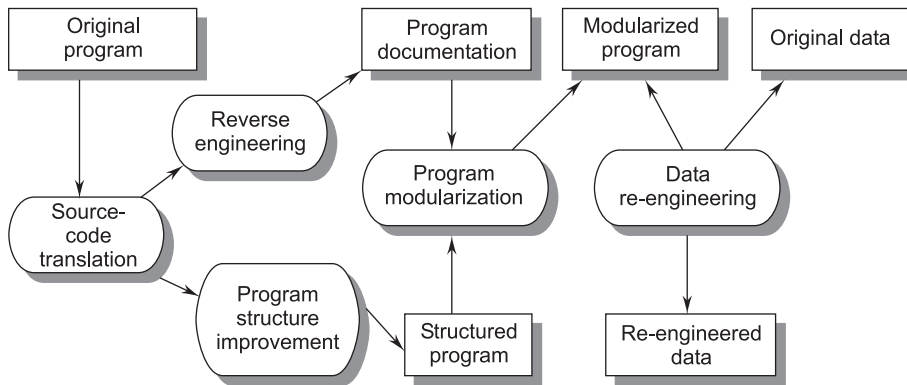 Original
program
Program
documentation
Modularized
program
Original data
Reverse
engineering
Program
modularization
Data
re-engineering
Source-
code
translation
Program
structure
improvement
Structured
program
Re-engineered
data